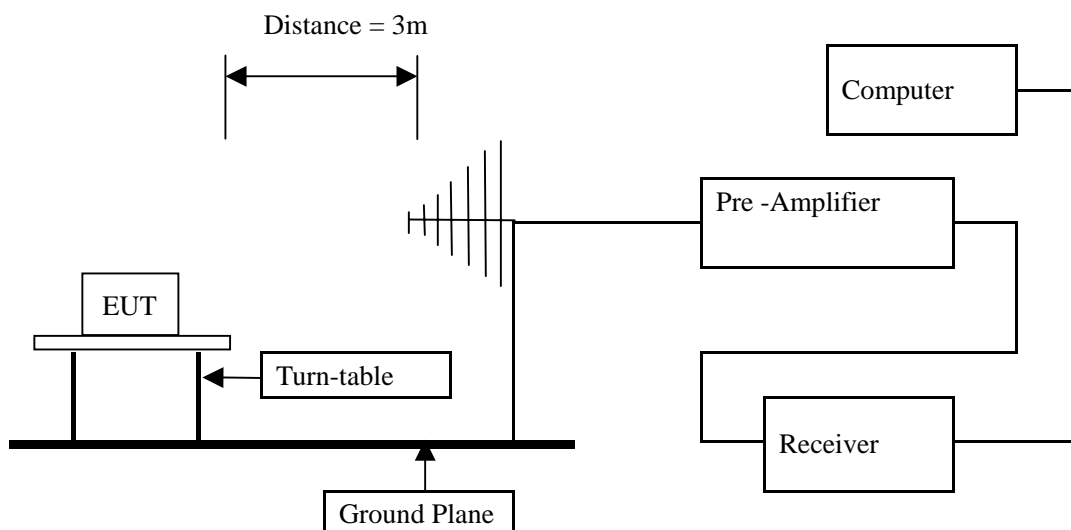 Distance = 3m
Computer
Pre -Amplifier
EUT
Turn-table
Receiver
Ground Plane